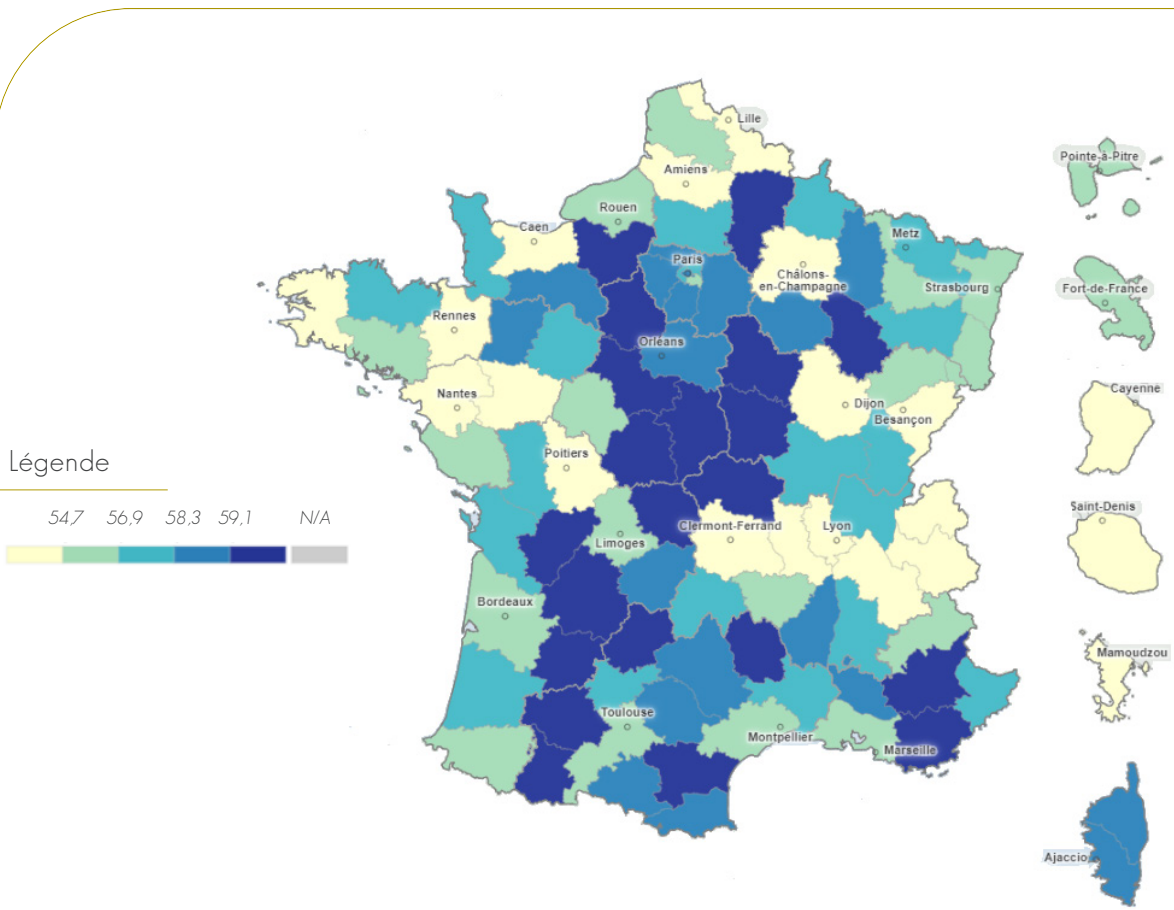 Lille
Pointe-à-Pitre
Amiens
Rouen
Caen
Metz
Paris
Châlons-
en-Champagne
Strasbourg
Fort-de-France
Rennes
Orléans
Nantes
Dijon
Besançon
Cayenne
Poitiers
Légende
54,7 56,9 58,3 59,1 N/A
Saint-Denis
Clermont-Ferrand
Lyon
Limoges
Bordeaux
Mamoudzou
Toulouse
Montpellier
Marseille
Ajaccio